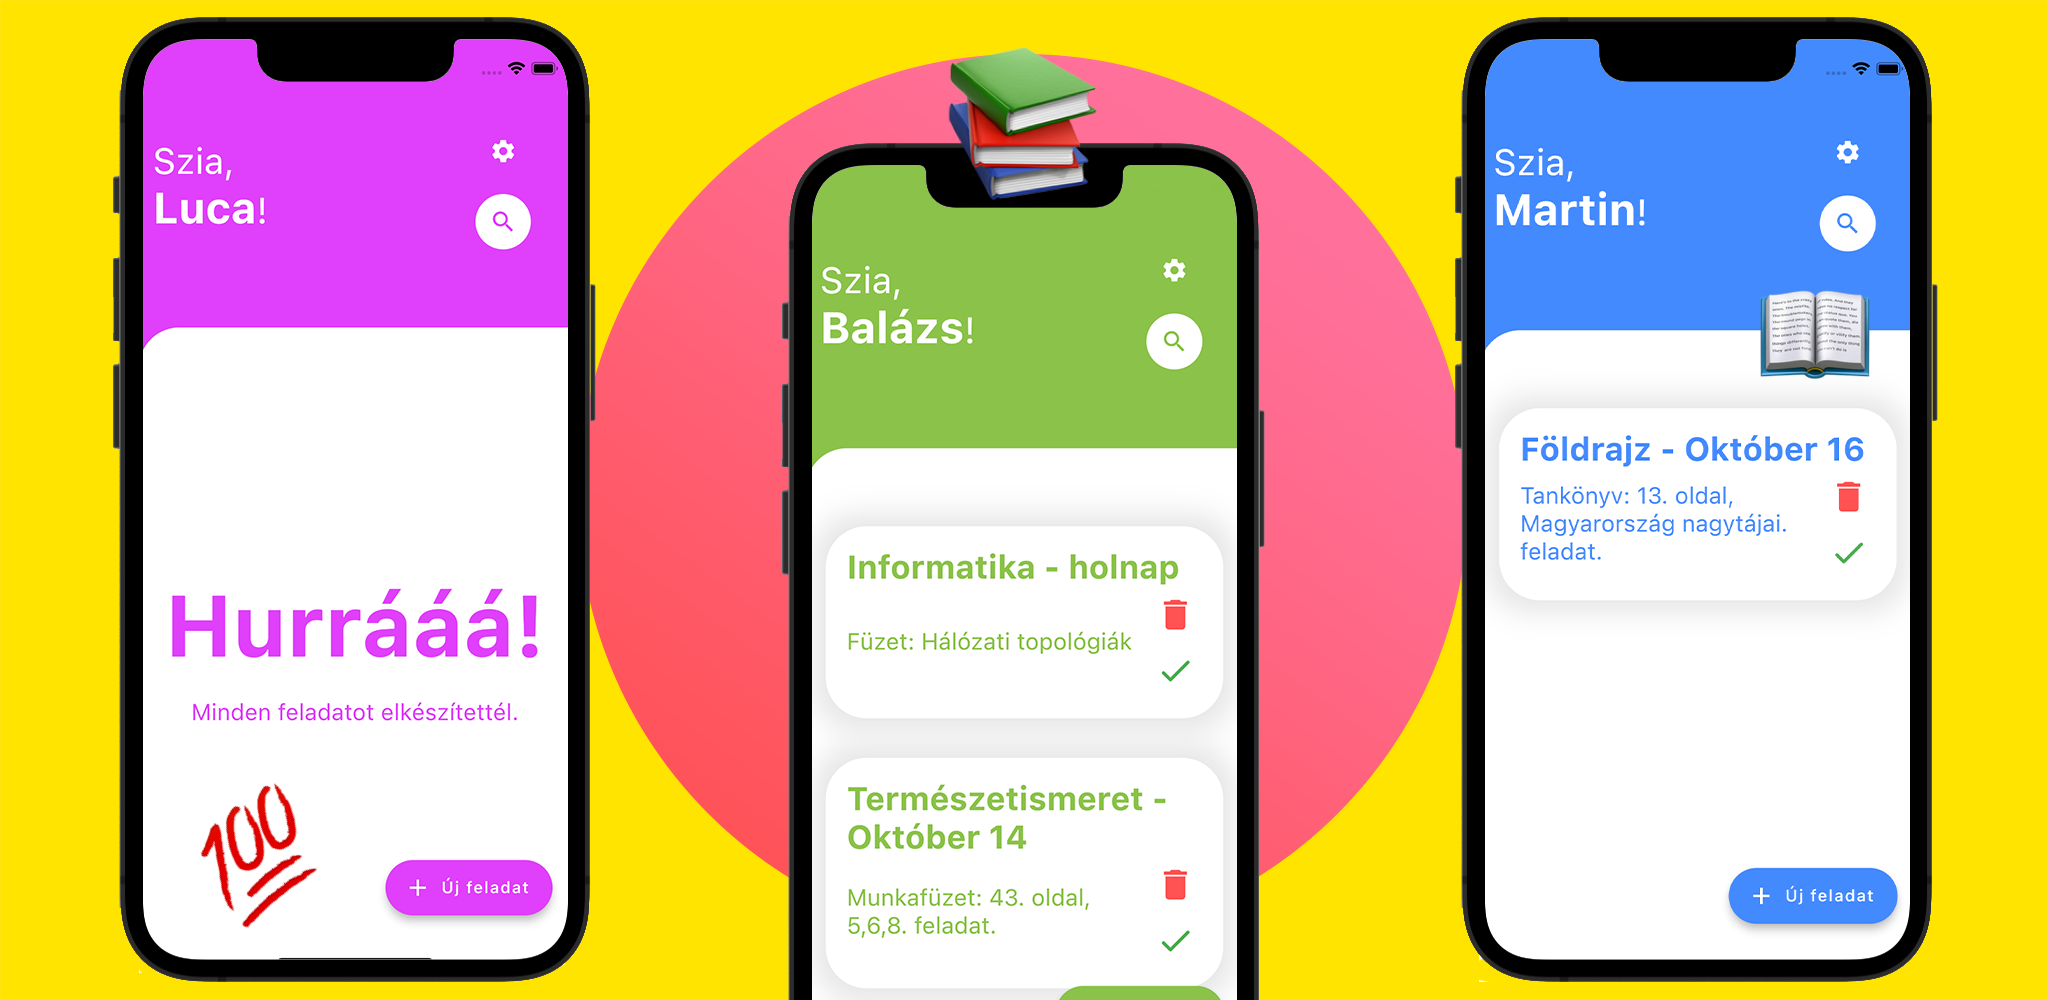 Szia,
Luca!
Hurrááá!
Minden feladatot elkészítettél.
100
+ Új feladat
Szia,
Balázs!
Informatika - holnap
Füzet: Hálózati topológiák
Természetismeret -
Október 14
Munkafüzet: 43. oldal,
5,6,8. feladat.
Szia,
Martin!
Földrajz - Október 16
Tankönyv: 13. oldal,
Magyarország nagytájai.
feladat.
+ Új feladat